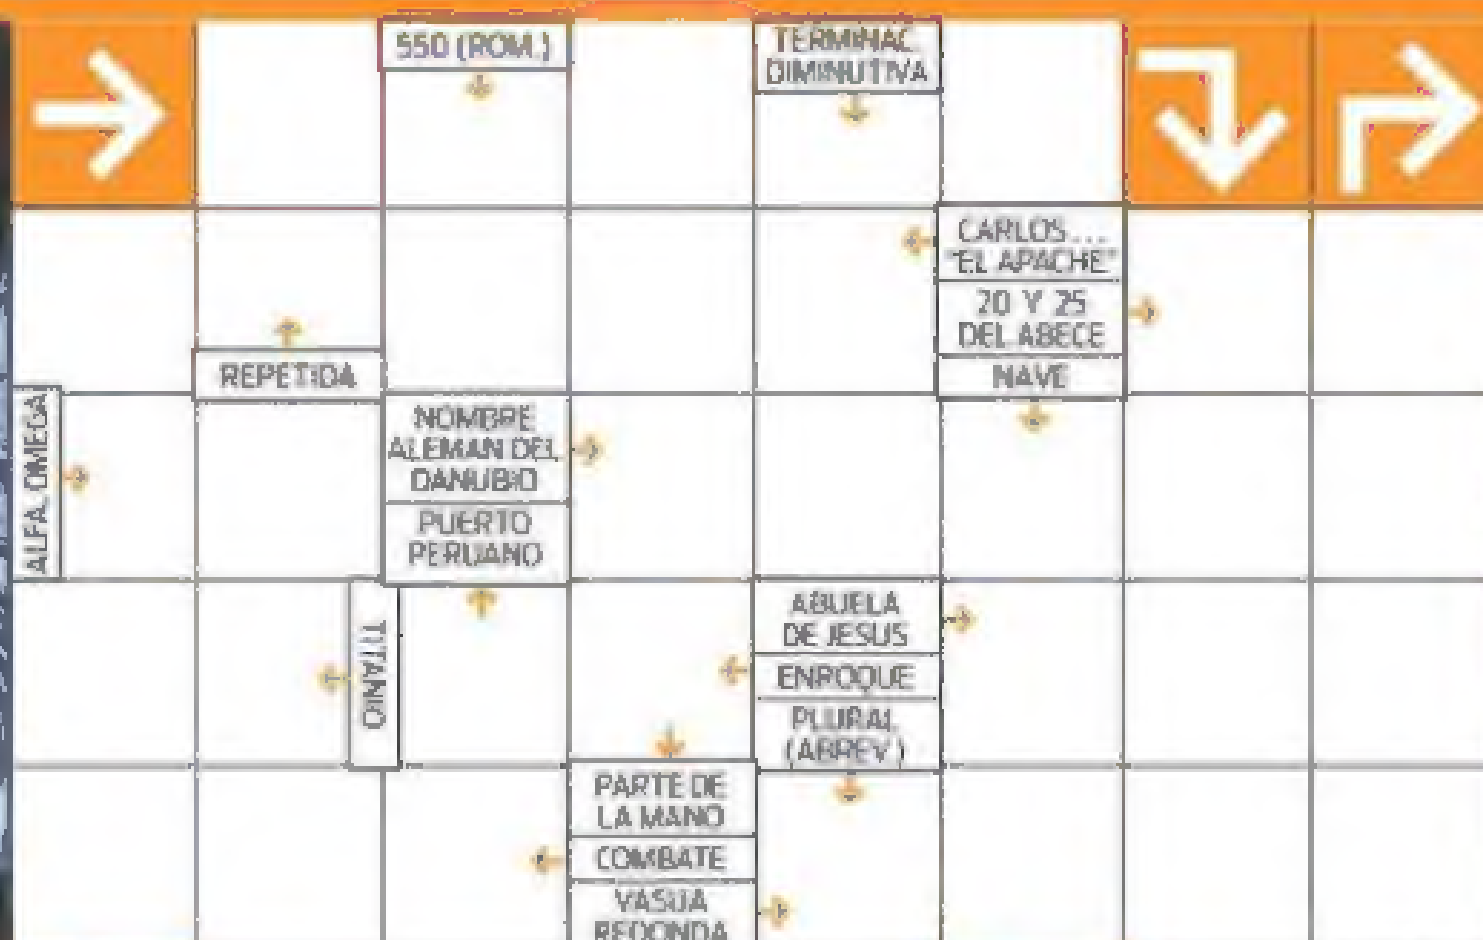 550 (ROM.)
TERMINAC.
DIMINUTIVA
CARLOS...
"EL APACHE"
20 Y 25
DEL ABECE
NAVE
REPETIDA
ALFA, OMEGA
NOMBRE
ALEMAN DEL
DANUBIO
PUERTO
PERUANO
TITANIO
ABUELA
DE JESUS
ENROQUE
PLURAL
(ABREV.)
PARTE DE
LA MANO
COMBATE
VASIJA
REDONDA